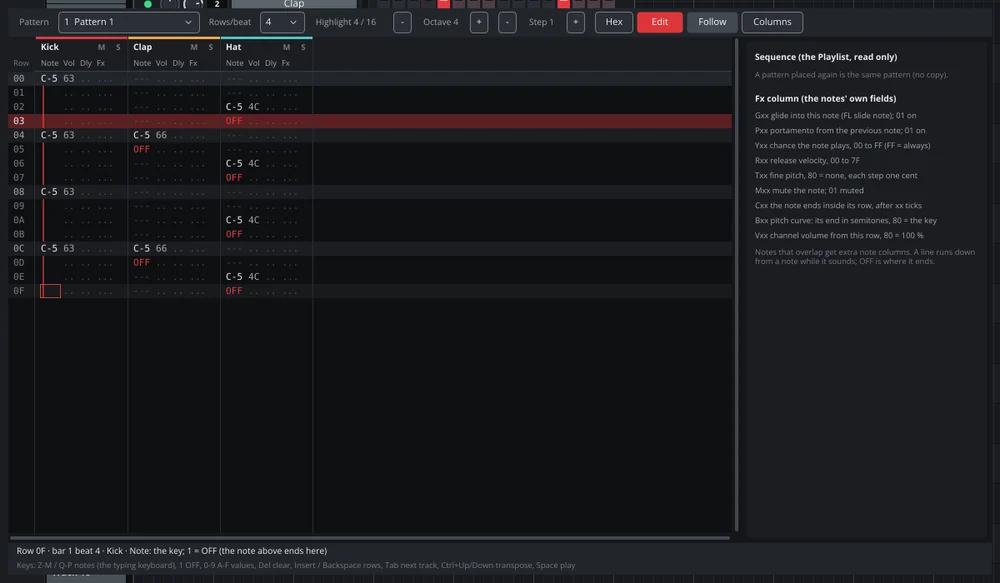 2 Clap
Pattern 1 Pattern 1 Rows/beat 4 Highlight 4 / 16 - Octave 4 + - Step 1 + Hex Edit Follow Columns
Kick M S Clap M S Hat M S
Row Note Vol Dly Fx Note Vol Dly Fx Note Vol Dly Fx
00 C-5 63 .. ... --- .. .. ... --- .. .. ...
01 .. .. ... --- .. .. ... --- .. .. ...
02 .. .. ... --- .. .. ... C-5 4C .. ...
03 .. .. ... --- .. .. ... OFF .. .. ...
04 C-5 63 .. ... C-5 66 .. ... --- .. .. ...
05 .. .. ... OFF .. .. ... --- .. .. ...
06 .. .. ... --- .. .. ... C-5 4C .. ...
07 .. .. ... --- .. .. ... OFF .. .. ...
08 C-5 63 .. ... --- .. .. ... --- .. .. ...
09 .. .. ... --- .. .. ... --- .. .. ...
0A .. .. ... --- .. .. ... C-5 4C .. ...
0B .. .. ... --- .. .. ... OFF .. .. ...
0C C-5 63 .. ... C-5 66 .. ... --- .. .. ...
0D .. .. ... OFF .. .. ... --- .. .. ...
0E .. .. ... --- .. .. ... C-5 4C .. ...
0F .. .. ... --- .. .. ... OFF .. .. ...
Sequence (the Playlist, read only)
A pattern placed again is the same pattern (no copy).
Fx column (the notes' own fields)
Gxx glide into this note (FL slide note); 01 on
Pxx portamento from the previous note; 01 on
Yxx chance the note plays, 00 to FF (FF = always)
Rxx release velocity, 00 to 7F
Txx fine pitch, 80 = none, each step one cent
Mxx mute the note; 01 muted
Cxx the note ends inside its row, after xx ticks
Bxx pitch curve: its end in semitones, 80 = the key
Vxx channel volume from this row, 80 = 100 %
Notes that overlap get extra note columns. A line runs down
from a note while it sounds; OFF is where it ends.
Row 0F · bar 1 beat 4 · Kick · Note: the key; 1 = OFF (the note above ends here)
Keys: Z-M / Q-P notes (the typing keyboard), 1 OFF, 0-9 A-F values, Del clear, Insert / Backspace rows, Tab next track, Ctrl+Up/Down transpose, Space play